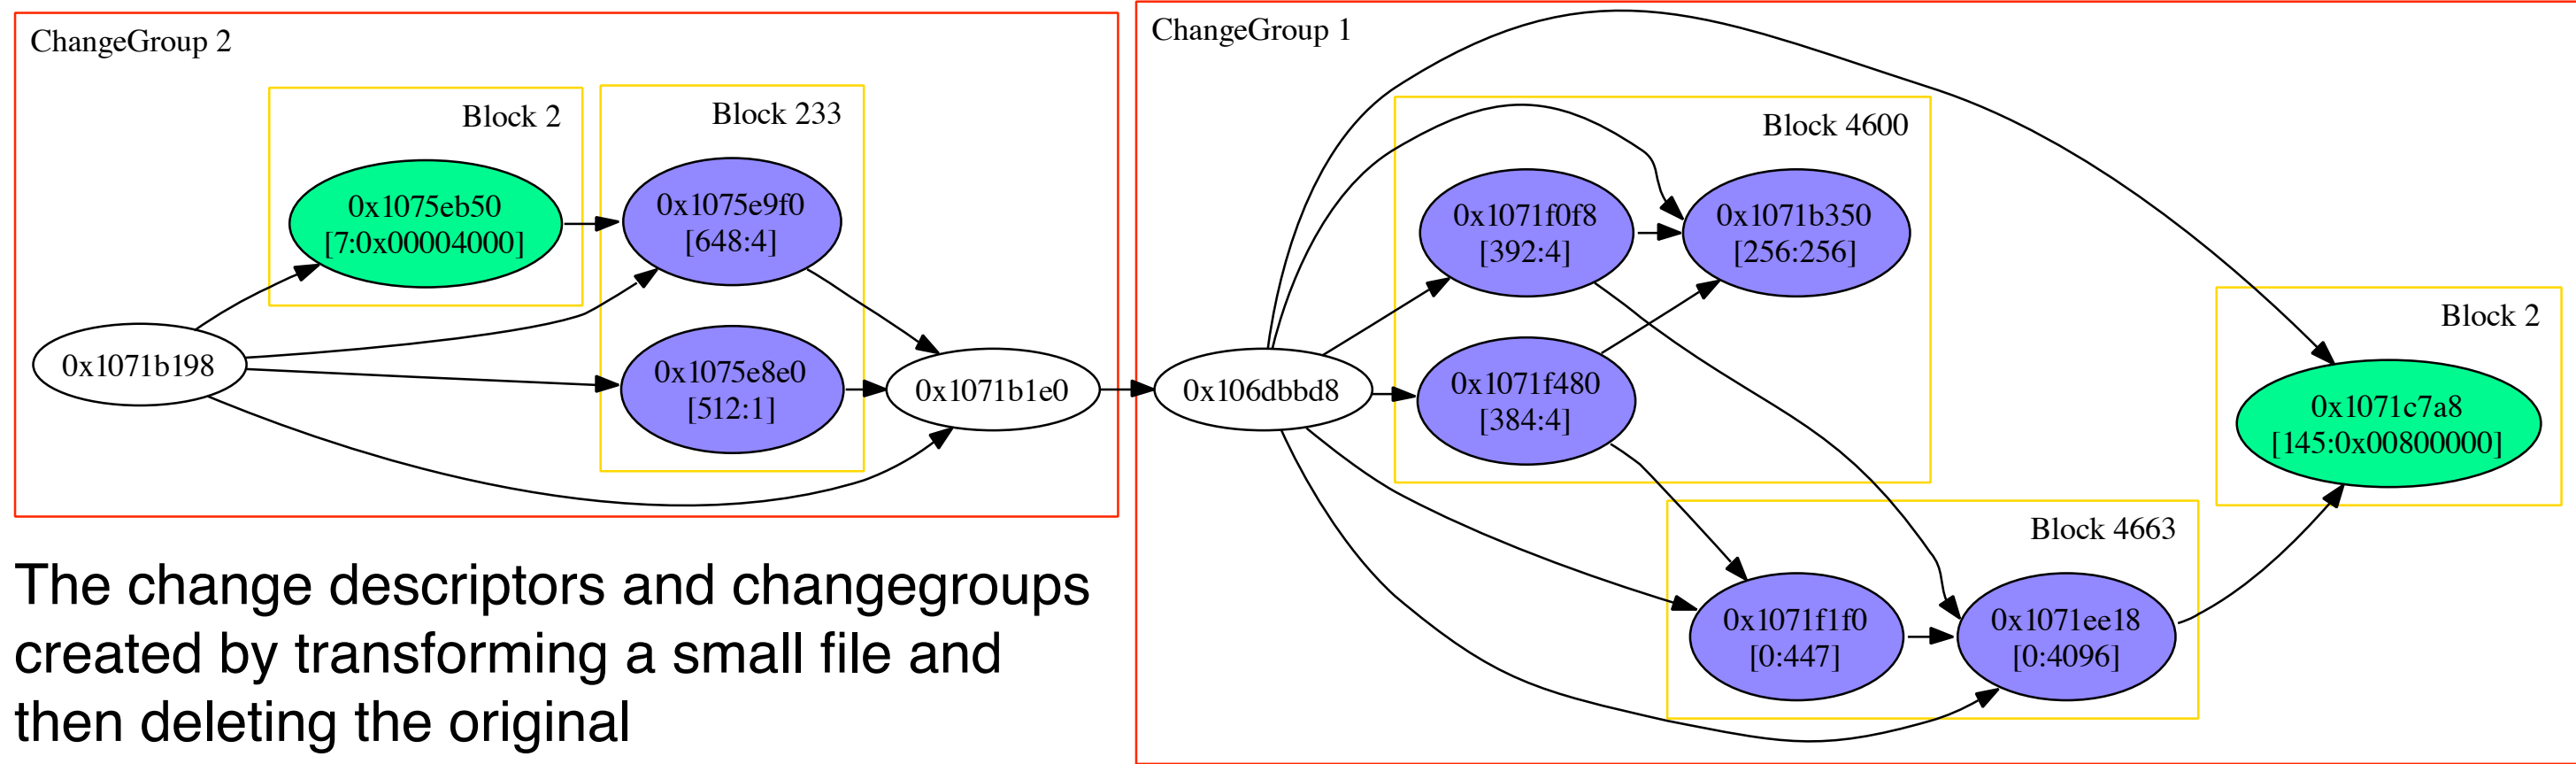 ChangeGroup 2
Block 2
0x1075eb50
[7:0x00004000]
Block 233
0x1075e9f0
[648:4]
0x1075e8e0
[512:1]
0x1071b198
0x1071b1e0
The change descriptors and changegroups
created by transforming a small file and
then deleting the original
ChangeGroup 1
0x106dbbd8
Block 4600
0x1071f0f8
[392:4]
0x1071b350
[256:256]
0x1071f480
[384:4]
Block 4663
0x1071f1f0
[0:447]
0x1071ee18
[0:4096]
Block 2
0x1071c7a8
[145:0x00800000]